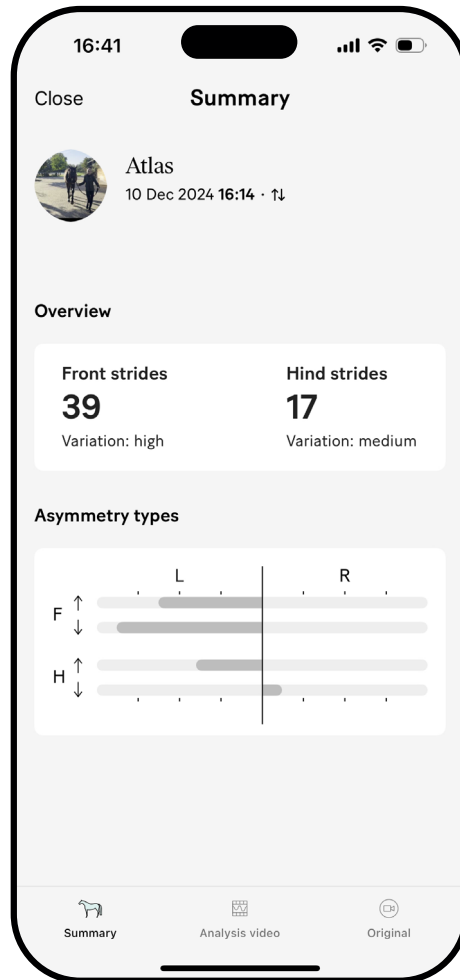 16:41
Close Summary
Atlas
10 Dec 2024 16:14 · ↑↓
Overview
Front strides Hind strides
39 17
Variation: high Variation: medium
Asymmetry types
L R
F ↑
↓
H ↑
↓
Summary Analysis video Original